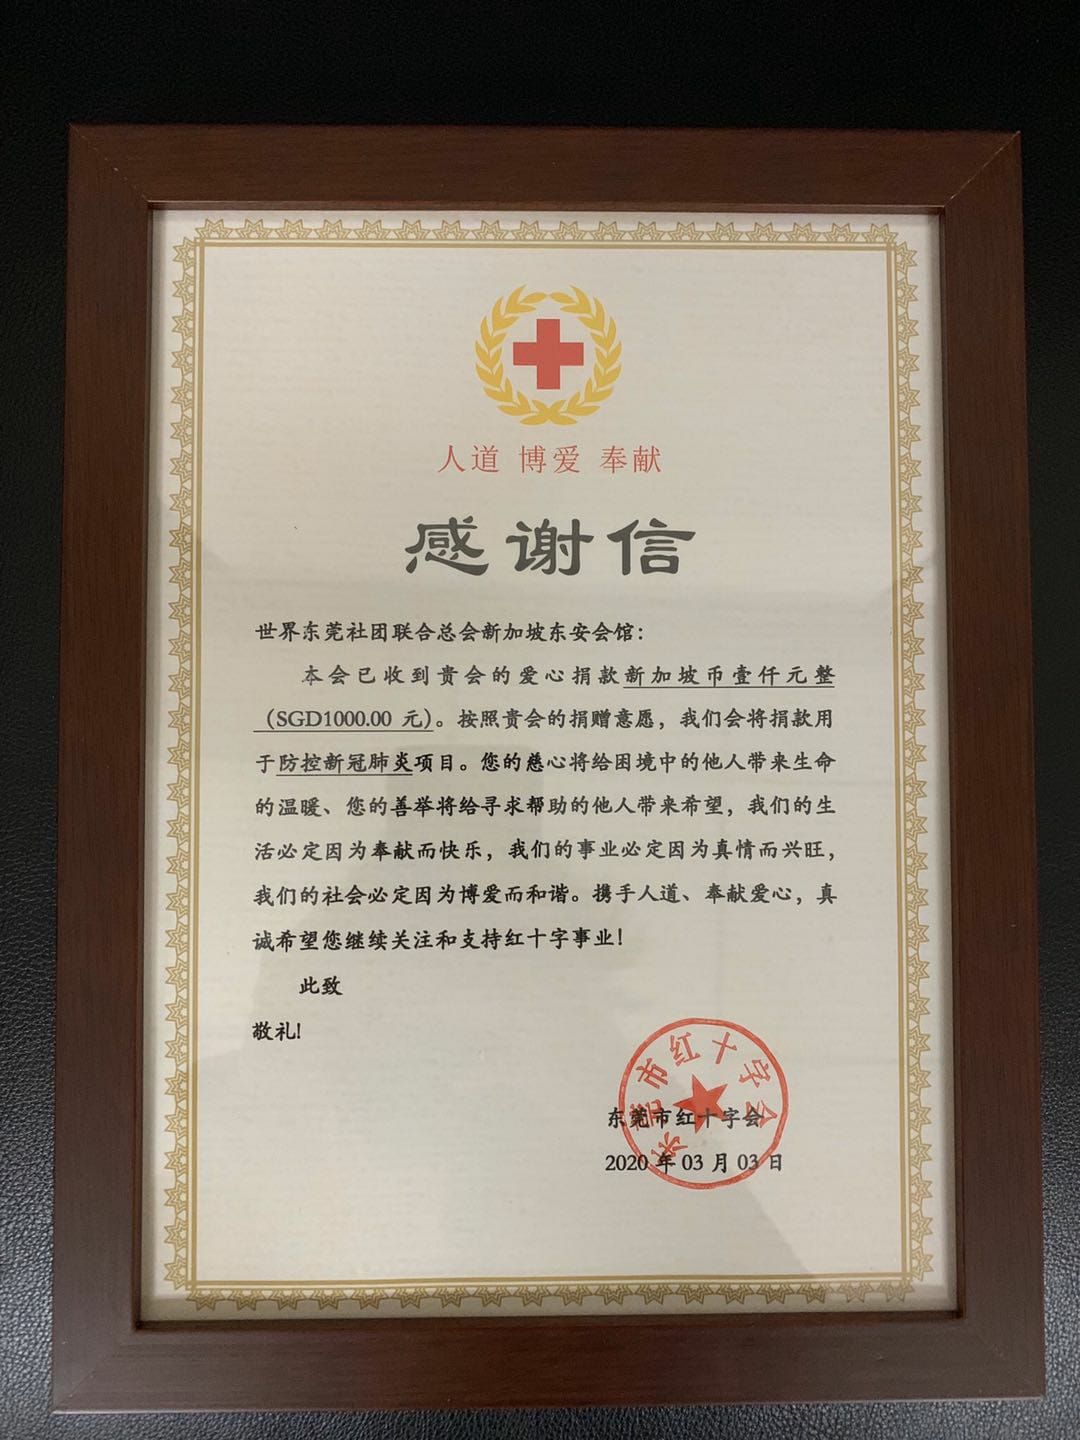 人道 博爱 奉献
感谢信
世界东莞社团联合总会新加坡东安会馆：
本会已收到贵会的爱心捐款新加坡币壹仟元整
（SGD1000.00 元）。按照贵会的捐赠意愿，我们会将捐款用
于防控新冠肺炎项目。您的慈心将给困境中的他人带来生命
的温暖、您的善举将给寻求帮助的他人带来希望，我们的生
活必定因为奉献而快乐，我们的事业必定因为真情而兴旺，
我们的社会必定因为博爱而和谐。携手人道、奉献爱心，真
诚希望您继续关注和支持红十字事业！
此致
敬礼！
东莞市红十字会
东莞市红十字会
2020 年 03 月 03 日